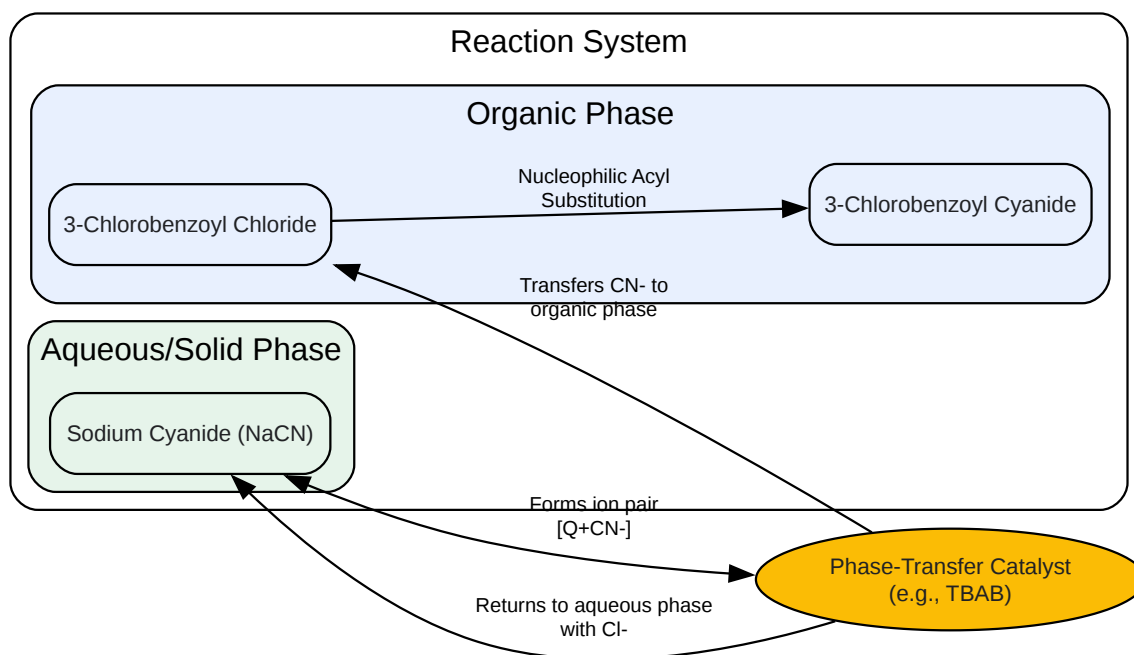 Reaction System
Organic Phase
Nucleophilic Acyl
Substitution
3-Chlorobenzoyl Chloride
3-Chlorobenzoyl Cyanide
Transfers CN- to
organic phase
Aqueous/Solid Phase
Sodium Cyanide (NaCN)
Forms ion pair
[Q+CN-]
Phase-Transfer Catalyst
(e.g., TBAB)
Returns to aqueous phase
with Cl-